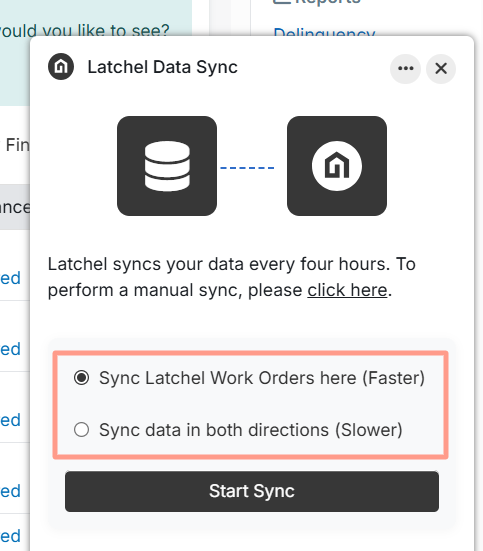 ould you like to see?
Reports
Delinquency
Latchel Data Sync
Fin
ance
ed
Latchel syncs your data every four hours. To
perform a manual sync, please click here.
ed
Sync Latchel Work Orders here (Faster)
ed
Sync data in both directions (Slower)
ed
Start Sync
ed